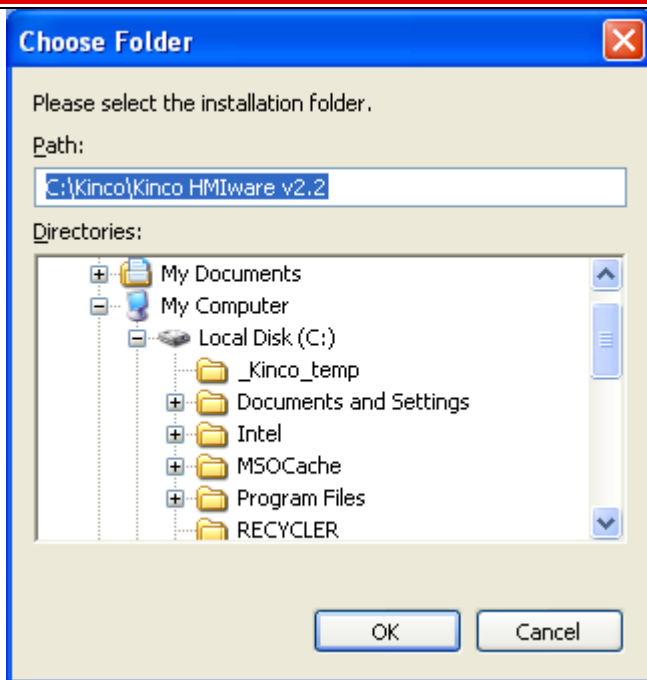 Choose Folder
Please select the installation folder.
Path:
C:\Kinco\Kinco HMIware v2.2
Directories:
My Documents
My Computer
Local Disk (C:)
_Kinco_temp
Documents and Settings
Intel
MSOCache
Program Files
RECYCLER
OK Cancel